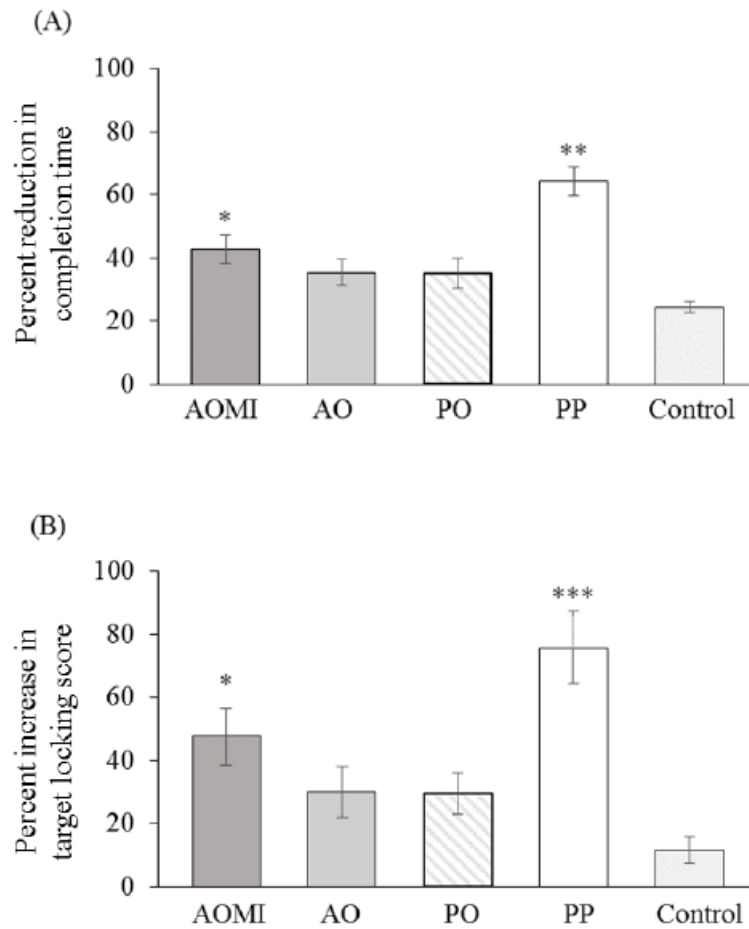 (A)
Percent reduction in
completion time
100
80
60
40
20
0
*
**
AOMI AO PO PP Control
(B)
Percent increase in
target locking score
100
80
60
40
20
0
*
***
AOMI AO PO PP Control